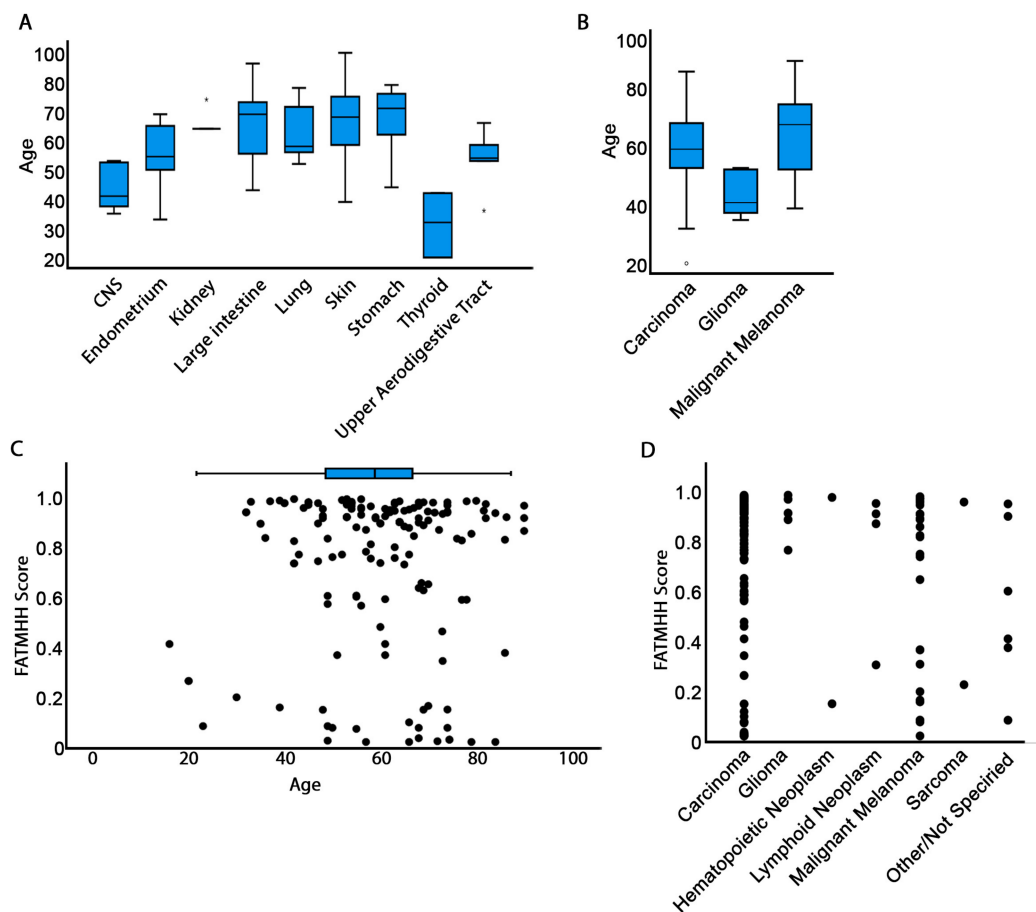 A
Age
100
80
70
60
50
40
30
20
CNS
Endometrium
Kidney
Large intestine
Lung
Skin
Stomach
Thyroid
Upper Aerodigestive Tract
B
Age
100
80
60
40
20
Carcinoma
Glioma
Malignant Melanoma
C
FATMHH Score
1.0
0.8
0.6
0.4
0.2
0
0
20
40
60
80
100
Age
D
FATMHH Score
1.0
0.8
0.6
0.4
0.2
0
Carcinoma
Glioma
Hematopoietic Neoplasm
Lymphoid Neoplasm
Malignant Melanoma
Sarcoma
Other/Not Speciried